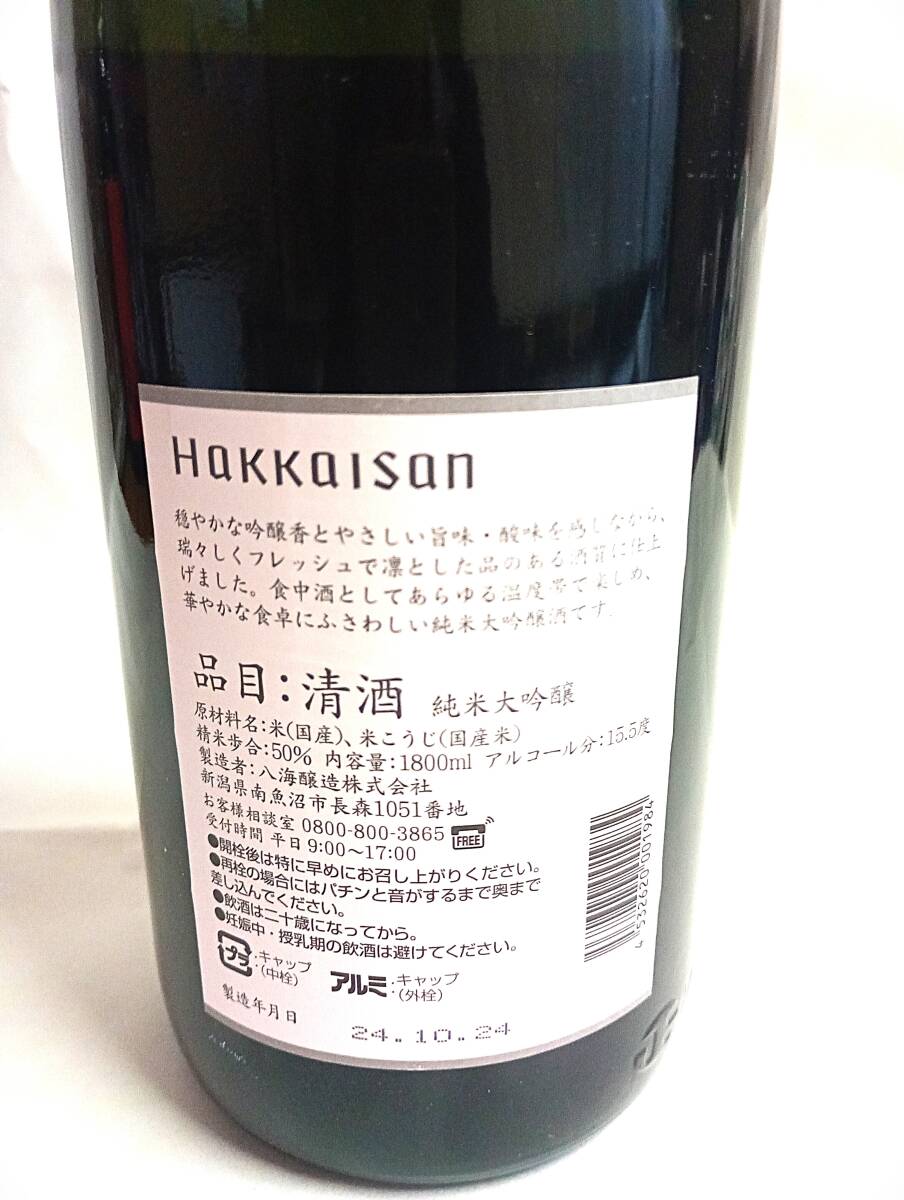 Hakkaisan
穏やかな吟醸香とやさしい旨味・酸味を感じながら、
瑞々しくフレッシュで凛とした品のある酒質に仕上
げました。食中酒としてあらゆる温度帯で楽しめ、
華やかな食卓にふさわしい純米大吟醸酒です。
品目：清酒 純米大吟醸
原材料名：米(国産)、米こうじ(国産米)
精米歩合：50% 内容量：1800ml アルコール分：15.5度
製造者：八海醸造株式会社
新潟県南魚沼市長森1051番地
お客様相談室 0800-800-3865 FREE
受付時間 平日9:00〜17:00
●開栓後は特に早めにお召し上がりください。
●再栓の場合にはパチンと音がするまで奥まで
差し込んでください。
●飲酒は二十歳になってから。
●妊娠中・授乳期の飲酒は避けてください。
プラ：キャップ(中栓) アルミ：キャップ(外栓)
製造年月日 24.10.24
4 532620 001984